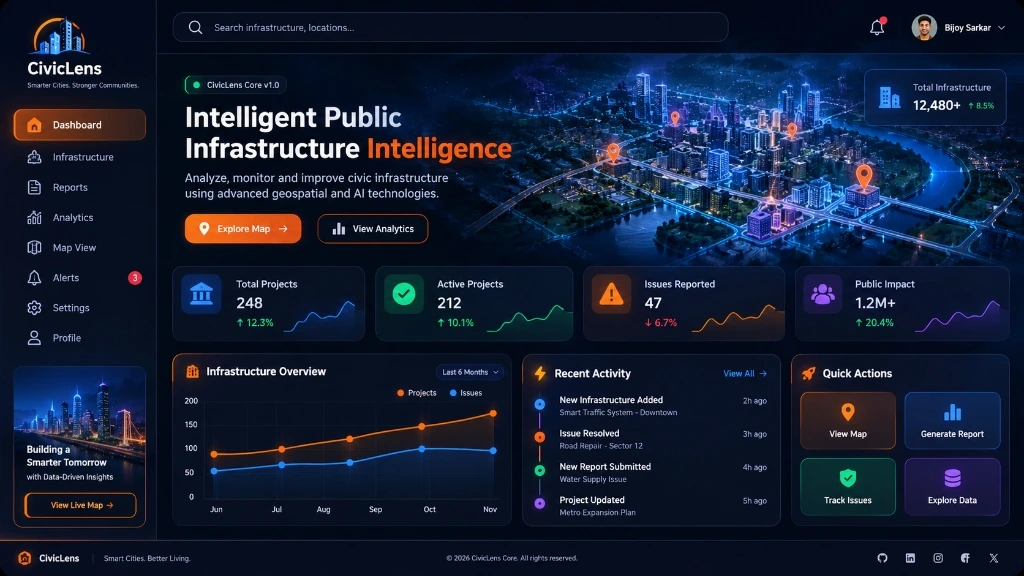 CivicLens
Smarter Cities. Stronger Communities.
Dashboard
Infrastructure
Reports
Analytics
Map View
Alerts
3
Settings
Profile
Building a
Smarter Tomorrow
with Data-Driven Insights
View Live Map →
Search infrastructure, locations...
Bijoy Sarkar
CivicLens Core v1.0
Intelligent Public
Infrastructure Intelligence
Analyze, monitor and improve civic infrastructure
using advanced geospatial and AI technologies.
Explore Map →
View Analytics
Total Infrastructure
12,480+ ↑ 8.5%
Total Projects
248
↑ 12.3%
Active Projects
212
↑ 10.1%
Issues Reported
47
↓ 6.7%
Public Impact
1.2M+
↑ 20.4%
Infrastructure Overview
Last 6 Months
Projects
Issues
200
150
100
50
0
Jun Jul Aug Sep Oct Nov
Recent Activity
View All →
New Infrastructure Added
Smart Traffic System - Downtown
2h ago
Issue Resolved
Road Repair - Sector 12
3h ago
New Report Submitted
Water Supply Issue
4h ago
Project Updated
Metro Expansion Plan
5h ago
Quick Actions
View Map
Generate Report
Track Issues
Explore Data
CivicLens
Smart Cities. Better Living.
© 2026 CivicLens Core. All rights reserved.